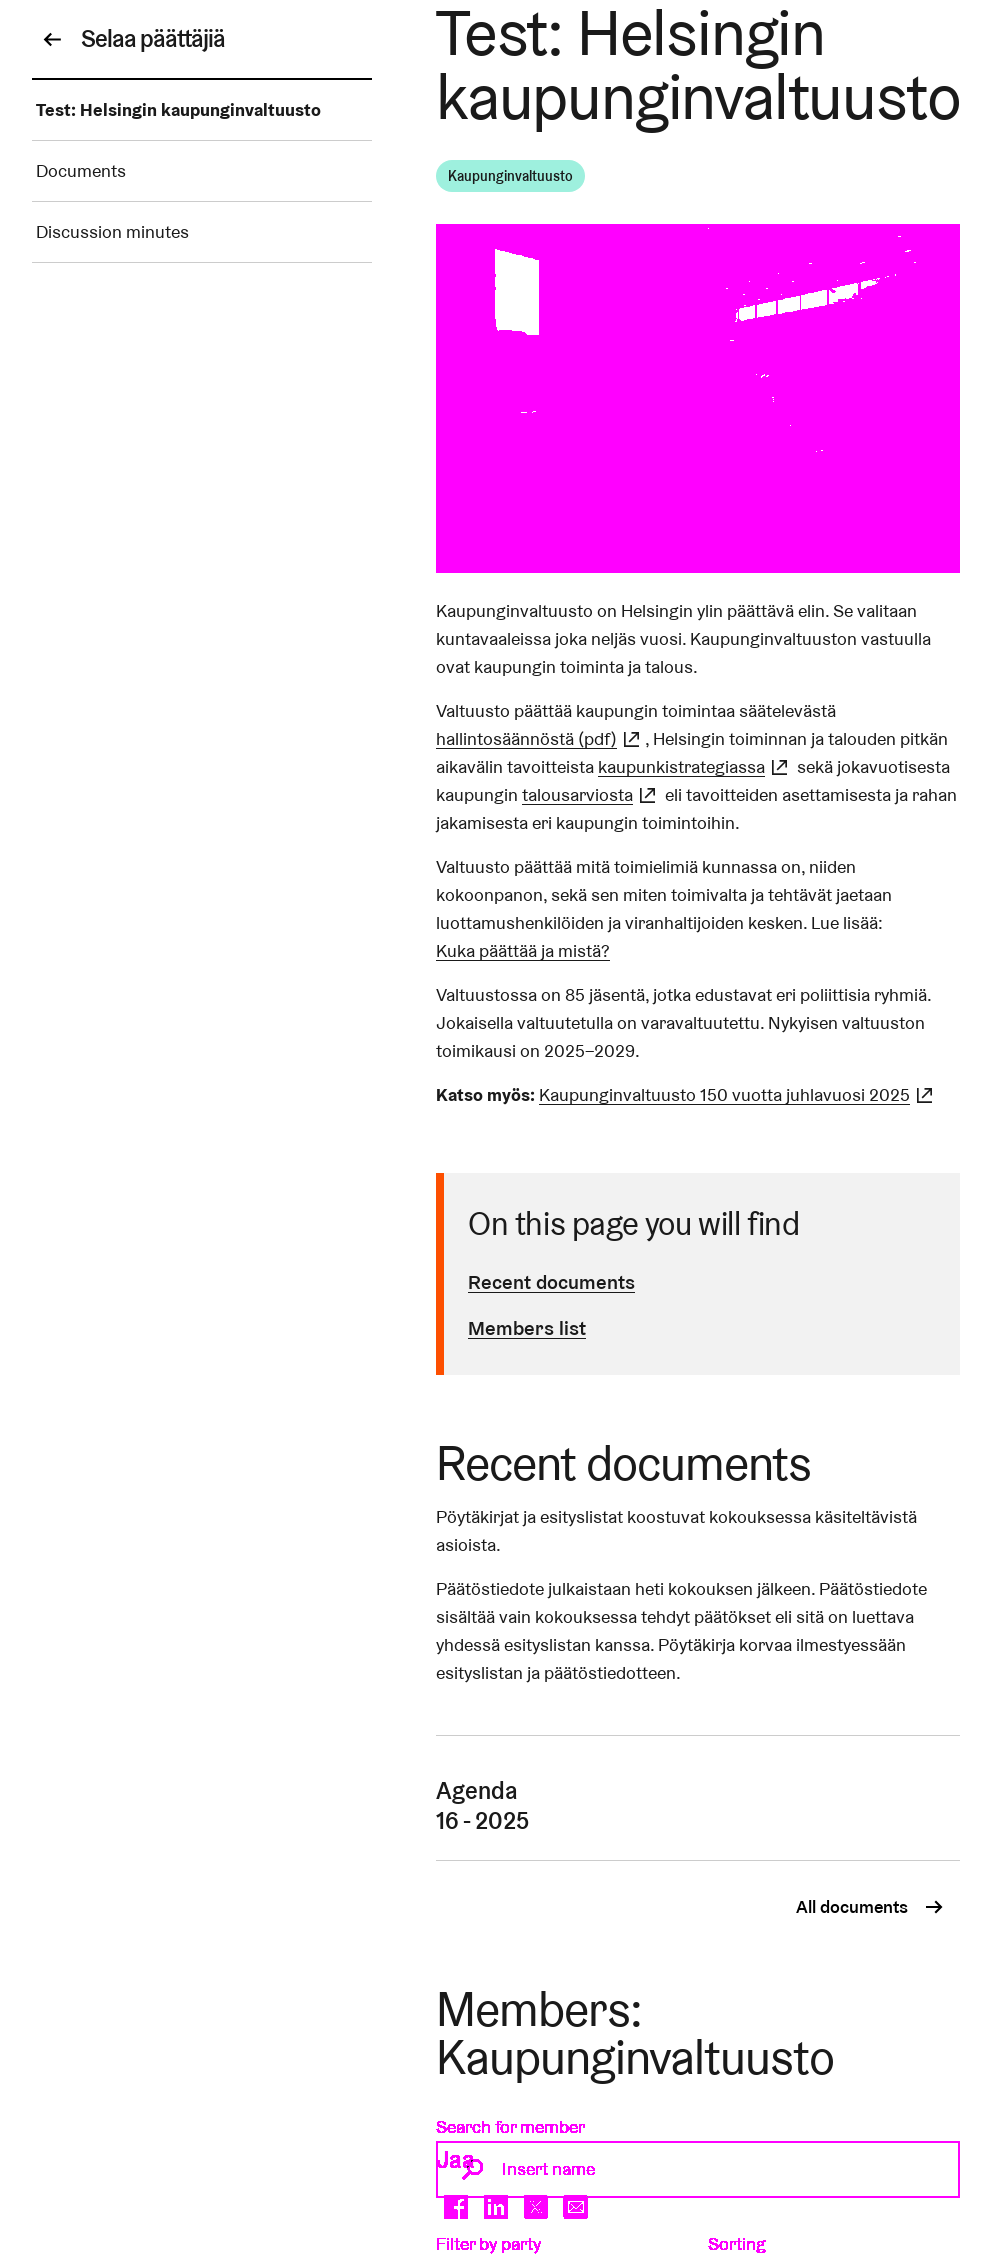 Selaa päättäjiä
Test: Helsingin kaupunginvaltuusto
Documents
Discussion minutes
Test: Helsingin
kaupunginvaltuusto
Kaupunginvaltuusto
Kaupunginvaltuusto on Helsingin ylin päättävä elin. Se valitaan
kuntavaaleissa joka neljäs vuosi. Kaupunginvaltuuston vastuulla
ovat kaupungin toiminta ja talous.
Valtuusto päättää kaupungin toimintaa säätelevästä
hallintosäännöstä (pdf) , Helsingin toiminnan ja talouden pitkän
aikavälin tavoitteista kaupunkistrategiassa sekä jokavuotisesta
kaupungin talousarviosta eli tavoitteiden asettamisesta ja rahan
jakamisesta eri kaupungin toimintoihin.
Valtuusto päättää mitä toimielimiä kunnassa on, niiden
kokoonpanon, sekä sen miten toimivalta ja tehtävät jaetaan
luottamushenkilöiden ja viranhaltijoiden kesken. Lue lisää:
Kuka päättää ja mistä?
Valtuustossa on 85 jäsentä, jotka edustavat eri poliittisia ryhmiä.
Jokaisella valtuutetulla on varavaltuutettu. Nykyisen valtuuston
toimikausi on 2025–2029.
Katso myös: Kaupunginvaltuusto 150 vuotta juhlavuosi 2025
On this page you will find
Recent documents
Members list
Recent documents
Pöytäkirjat ja esityslistat koostuvat kokouksessa käsiteltävistä
asioista.
Päätöstiedote julkaistaan heti kokouksen jälkeen. Päätöstiedote
sisältää vain kokouksessa tehdyt päätökset eli sitä on luettava
yhdessä esityslistan kanssa. Pöytäkirja korvaa ilmestyessään
esityslistan ja päätöstiedotteen.
Agenda
16 - 2025
All documents
Members:
Kaupunginvaltuusto
Search for member
Jaa
Insert name
Filter by party
Sorting